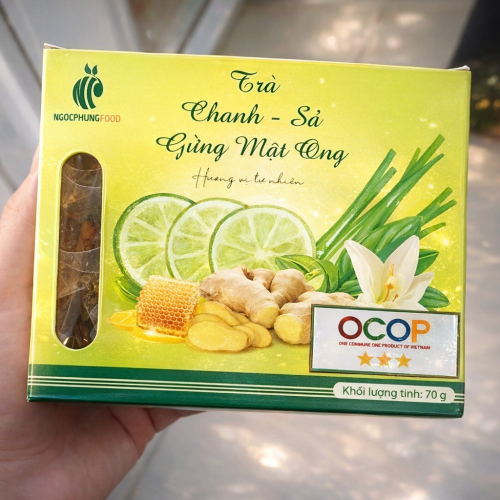 NGOCPHUNGFOOD
Trà
Chanh - Sả
Gừng Mật Ong
Hương vị tự nhiên
OCOP
ONE COMMUNE ONE PRODUCT OF VIETNAM
Khối lượng tịnh: 70 g